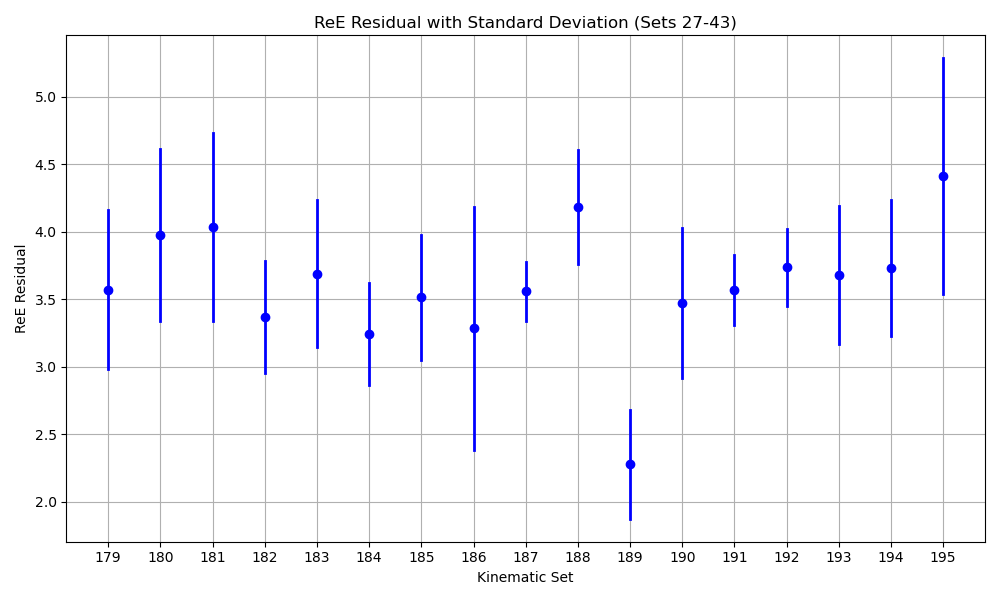 ReE Residual with Standard Deviation (Sets 27-43)
ReE Residual
5.0
4.5
4.0
3.5
3.0
2.5
2.0
179 180 181 182 183 184 185 186 187 188 189 190 191 192 193 194 195
Kinematic Set